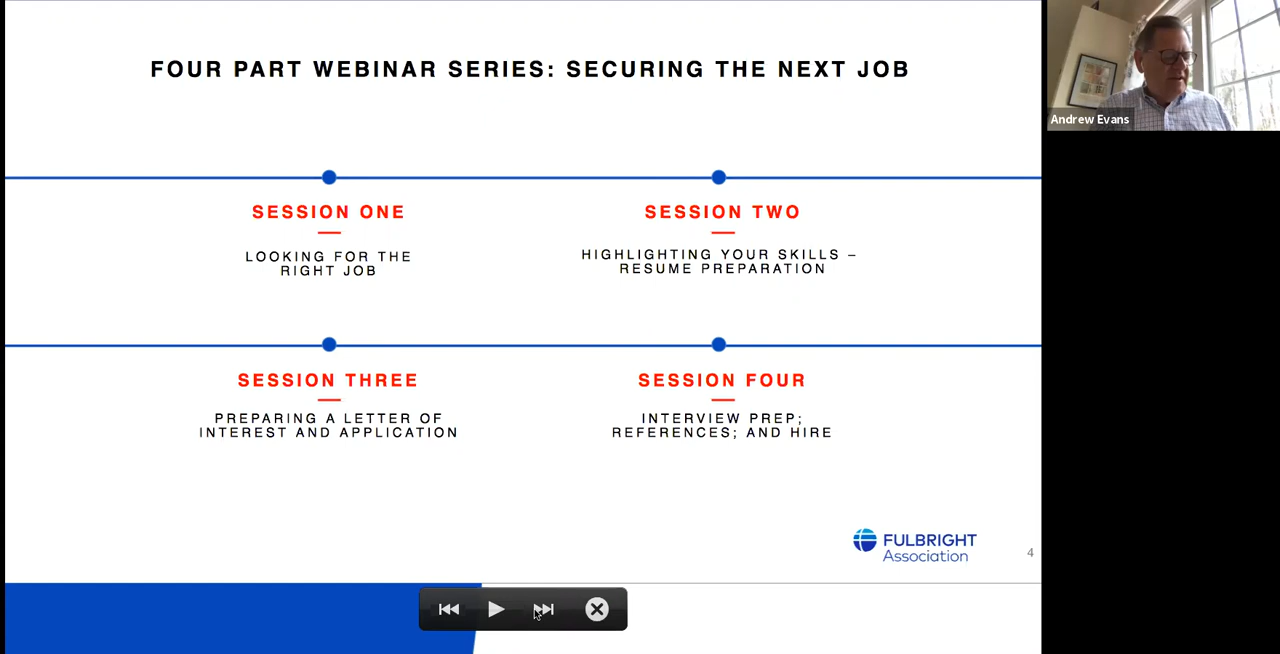 FOUR PART WEBINAR SERIES: SECURING THE NEXT JOB
Andrew Evans
SESSION ONE
LOOKING FOR THE
RIGHT JOB
SESSION TWO
HIGHLIGHTING YOUR SKILLS –
RESUME PREPARATION
SESSION THREE
PREPARING A LETTER OF
INTEREST AND APPLICATION
SESSION FOUR
INTERVIEW PREP;
REFERENCES; AND HIRE
FULBRIGHT
Association
4